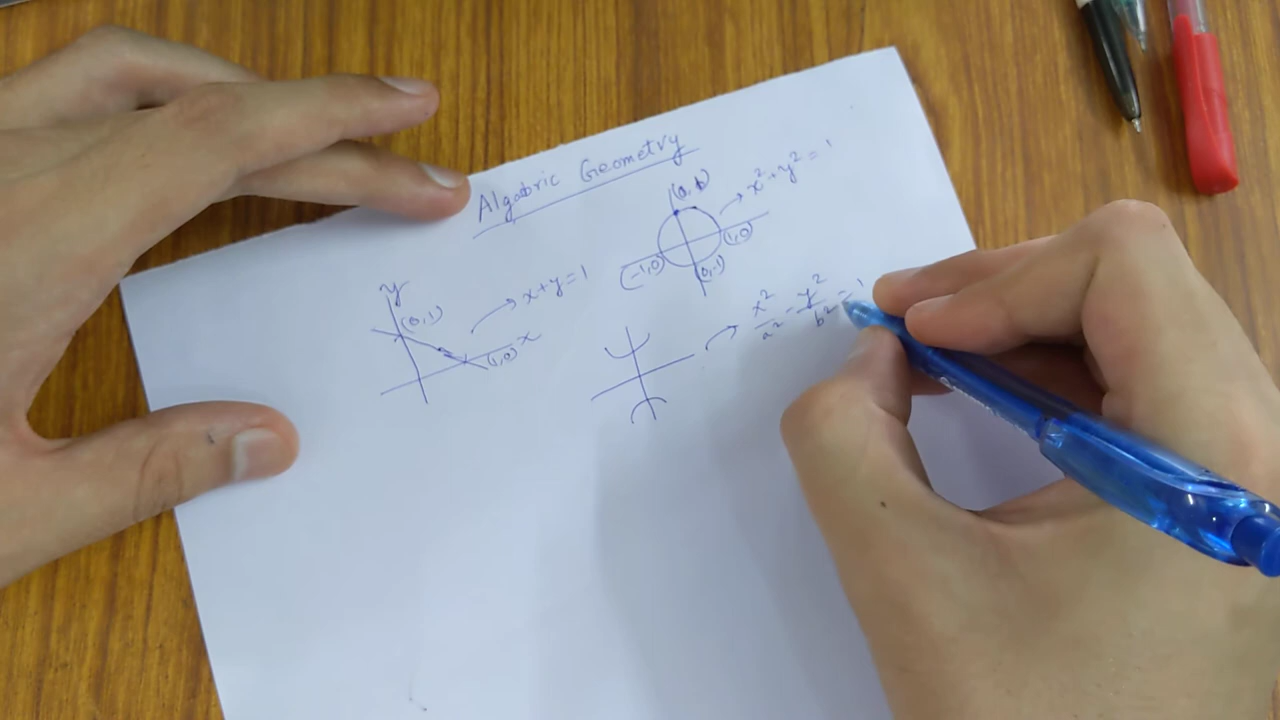 Algabric Geometry
y
(0,1)
x+y=1
x
(1,0)
(0,1)
x²+y²=1
(-1,0)
(1,0)
(0,-1)
x²/a² - y²/b² = 1